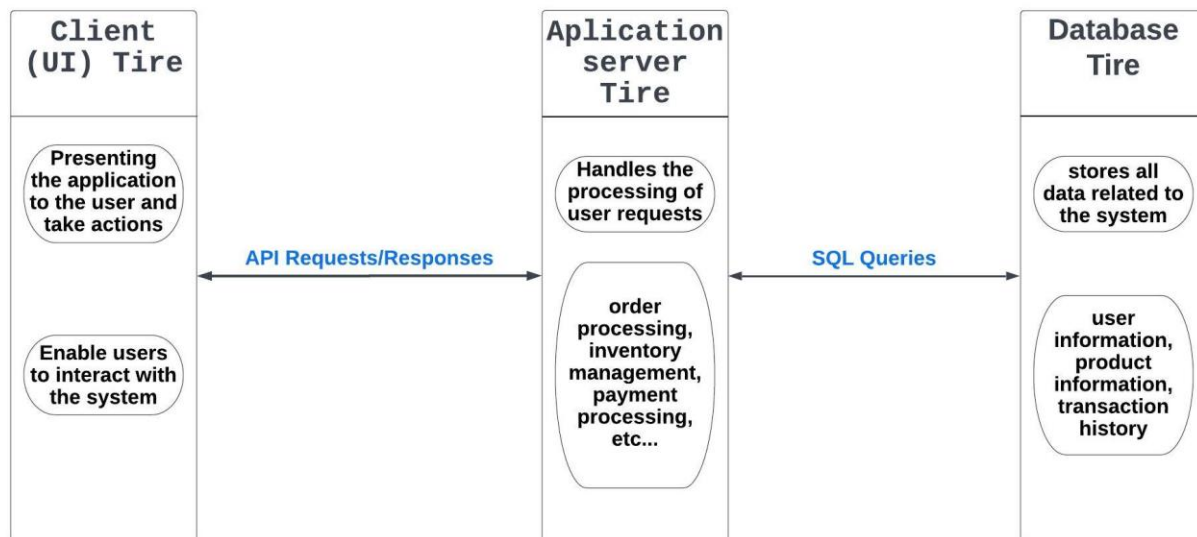 Client
(UI) Tire
Presenting
the application
to the user and
take actions
Enable users
to interact with
the system
API Requests/Responses
Aplication
server
Tire
Handles the
processing of
user requests
order
processing,
inventory
management,
payment
processing,
etc...
SQL Queries
Database
Tire
stores all
data related to
the system
user
information,
product
information,
transaction
history